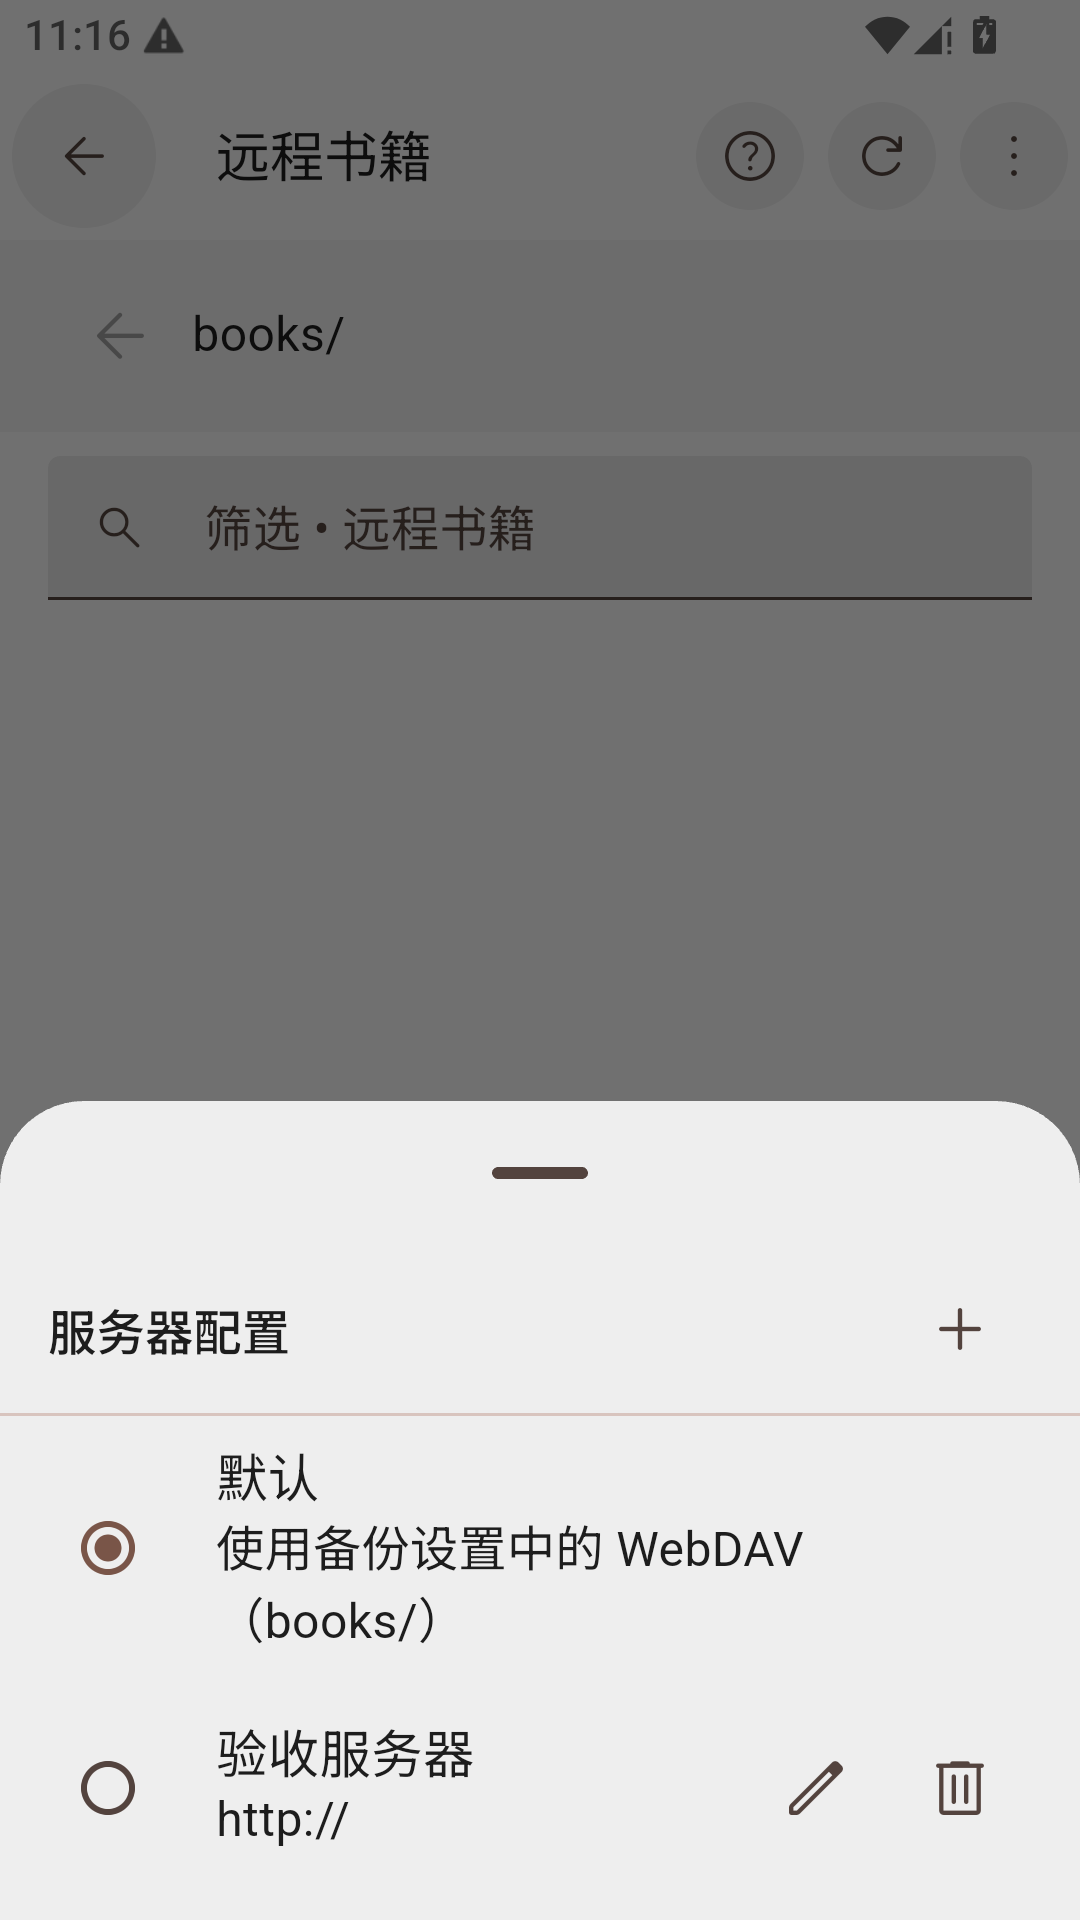 11:16
远程书籍
books/
筛选 • 远程书籍
服务器配置
默认
使用备份设置中的 WebDAV
（books/）
验收服务器
http://